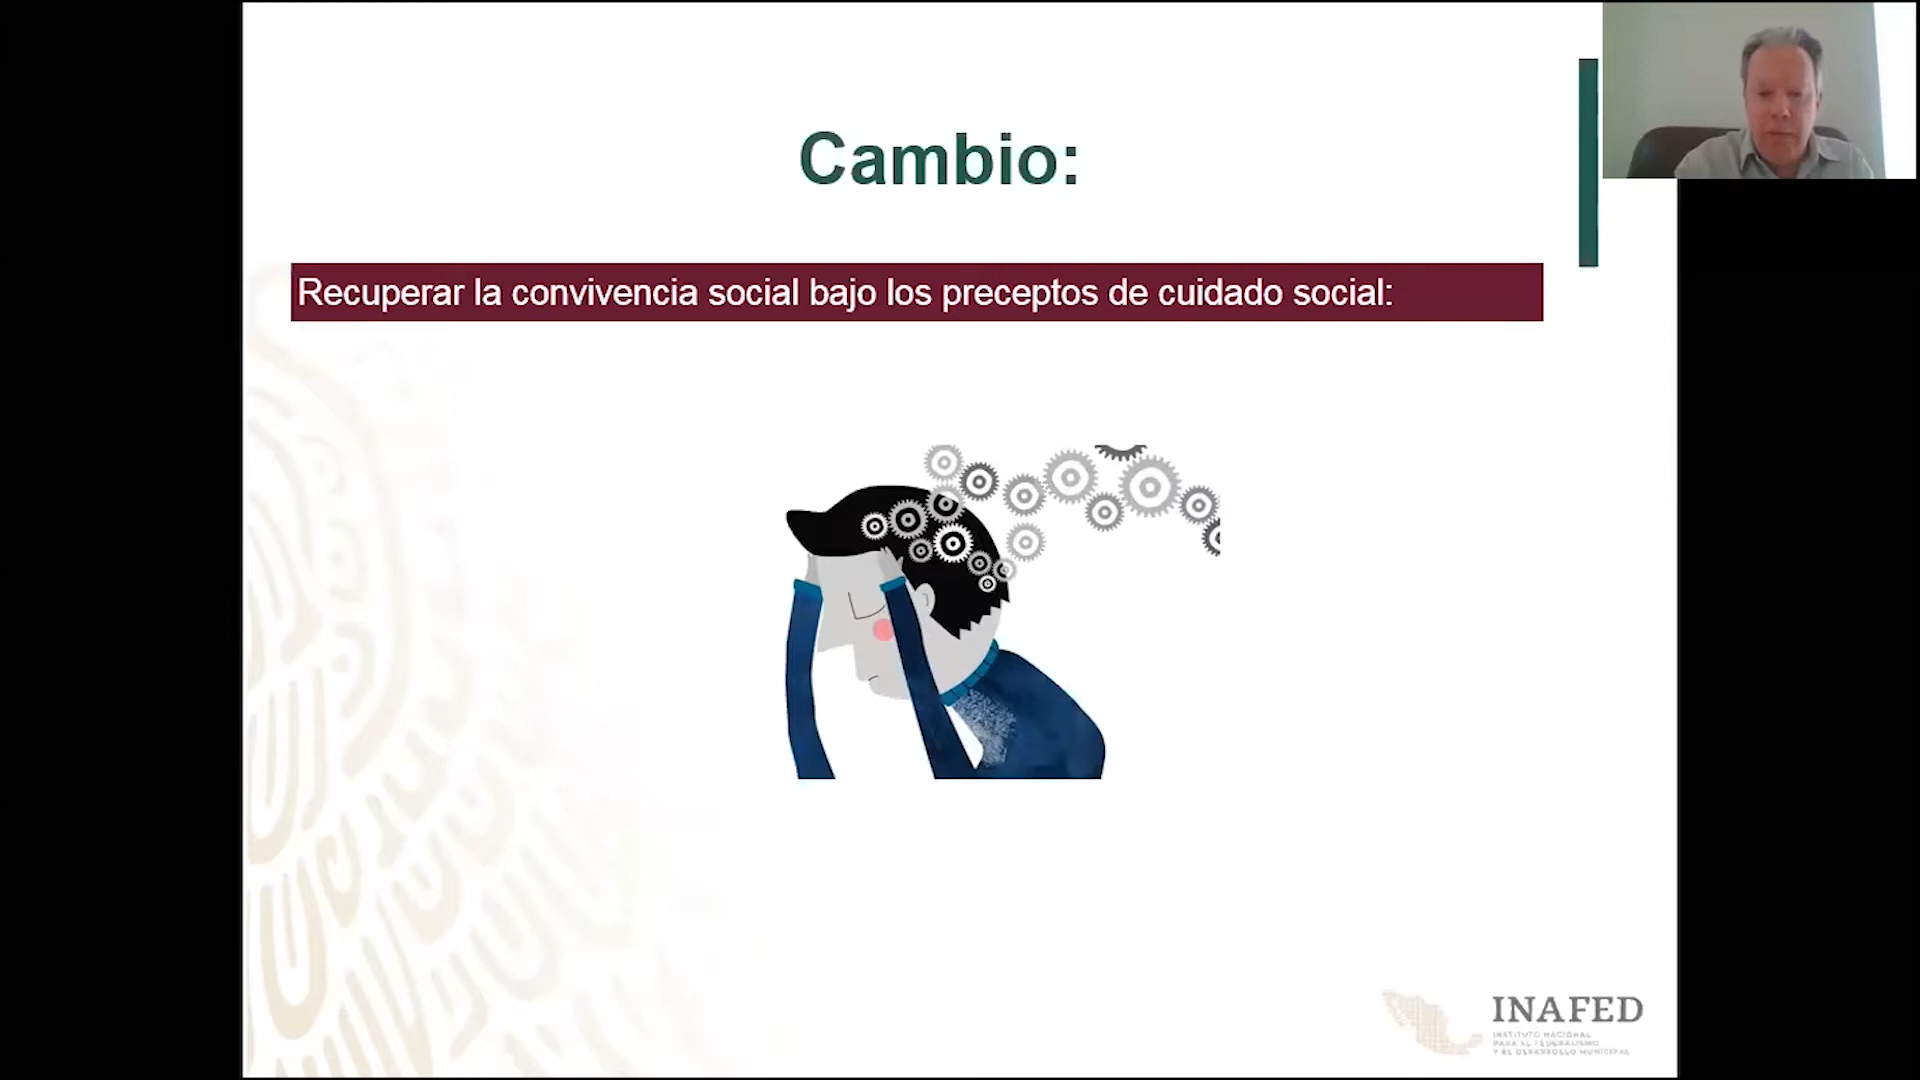 Cambio:
Recuperar la convivencia social bajo los preceptos de cuidado social:
INAFED
INSTITUTO NACIONAL
PARA EL FEDERALISMO
Y EL DESARROLLO MUNICIPAL